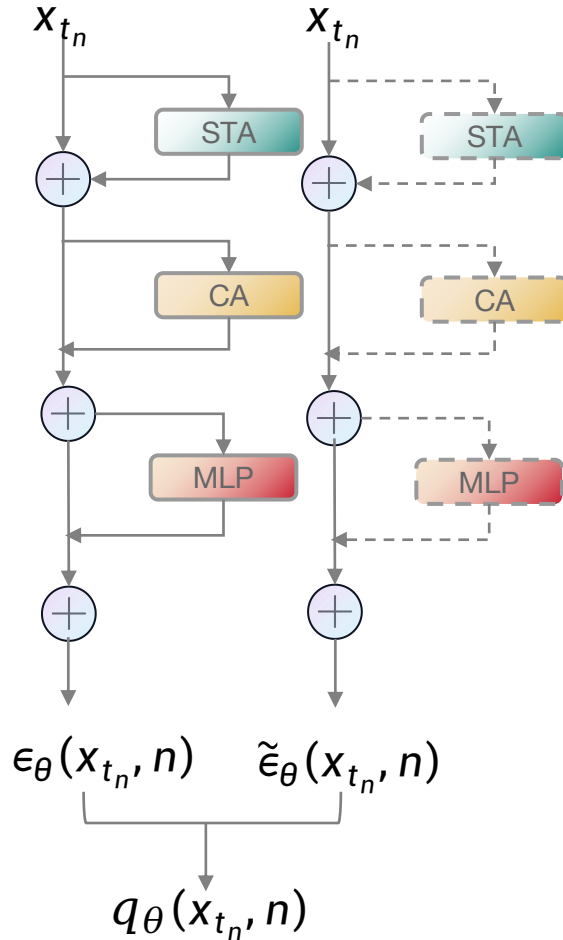 x_{t_n} x_{t_n}
STA STA
CA CA
MLP MLP
ϵ_θ(x_{t_n}, n) ϵ̃_θ(x_{t_n}, n)
q_θ(x_{t_n}, n)